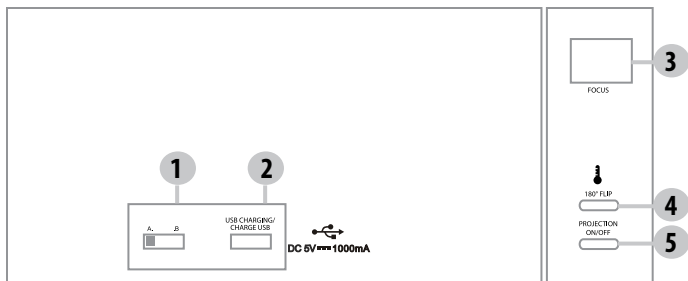 1
2
3
FOCUS
A. .B
USB CHARGING/
CHARGE USB
DC 5V⎓1000mA
180° FLIP
4
PROJECTION
ON/OFF
5